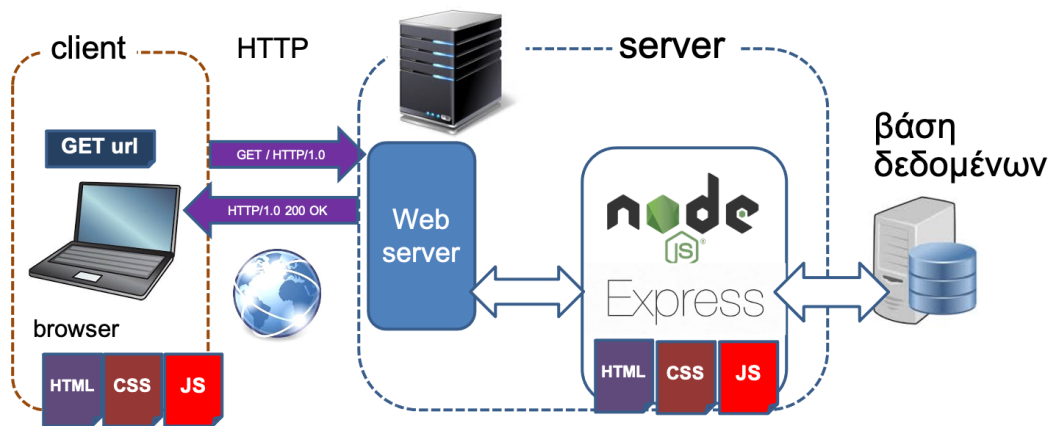 client
HTTP
server
GET url
GET / HTTP/1.0
HTTP/1.0 200 OK
Web
server
node
JS®
Express
βάση
δεδομένων
browser
HTML
CSS
JS
HTML
CSS
JS